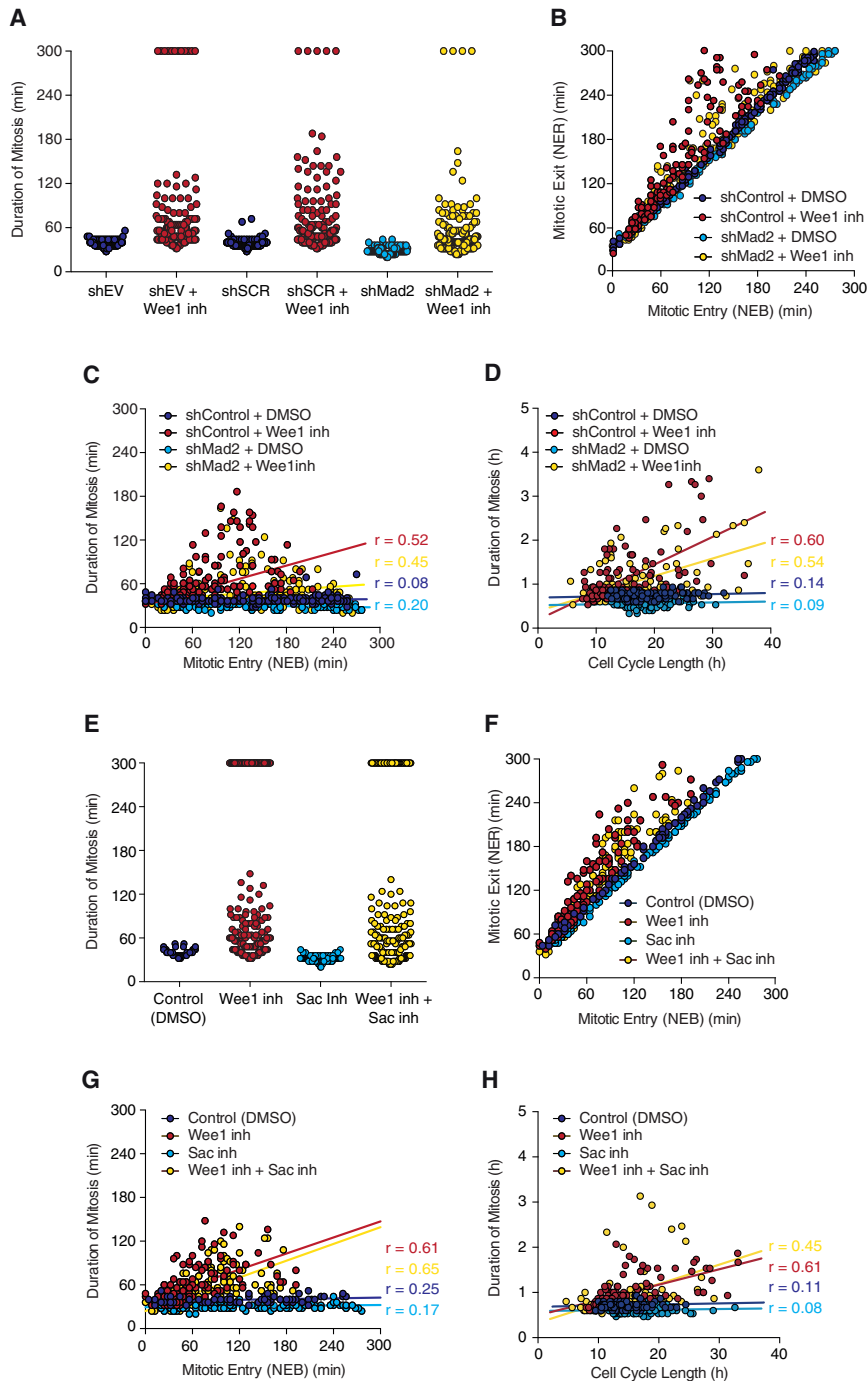 A
Duration of Mitosis (min)
300
240
180
120
60
0
shEV
shEV +
Wee1 inh
shSCR
shSCR +
Wee1 inh
shMad2
shMad2 +
Wee1 inh
B
Mitotic Exit (NER) (min)
300
240
180
120
60
0
shControl + DMSO
shControl + Wee1 inh
shMad2 + DMSO
shMad2 + Wee1 inh
0 60 120 180 240 300
Mitotic Entry (NEB) (min)
C
shControl + DMSO
shControl + Wee1 inh
shMad2 + DMSO
shMad2 + Wee1inh
Duration of Mitosis (min)
300
240
180
120
60
0
r = 0.52
r = 0.45
r = 0.08
r = 0.20
0 60 120 180 240 300
Mitotic Entry (NEB) (min)
D
shControl + DMSO
shControl + Wee1 inh
shMad2 + DMSO
shMad2 + Wee1inh
Duration of Mitosis (h)
5
4
3
2
1
0
r = 0.60
r = 0.54
r = 0.14
r = 0.09
0 10 20 30 40
Cell Cycle Length (h)
E
Duration of Mitosis (min)
300
240
180
120
60
0
Control
(DMSO)
Wee1 inh
Sac Inh
Wee1 inh +
Sac inh
F
Mitotic Exit (NER) (min)
300
240
180
120
60
0
Control (DMSO)
Wee1 inh
Sac inh
Wee1 inh + Sac inh
0 60 120 180 240 300
Mitotic Entry (NEB) (min)
G
Control (DMSO)
Wee1 inh
Sac inh
Wee1 inh + Sac inh
Duration of Mitosis (min)
300
240
180
120
60
0
r = 0.61
r = 0.65
r = 0.25
r = 0.17
0 60 120 180 240 300
Mitotic Entry (NEB) (min)
H
Control (DMSO)
Wee1 inh
Sac inh
Wee1 inh + Sac inh
Duration of Mitosis (h)
5
4
3
2
1
0
r = 0.45
r = 0.61
r = 0.11
r = 0.08
0 10 20 30 40
Cell Cycle Length (h)